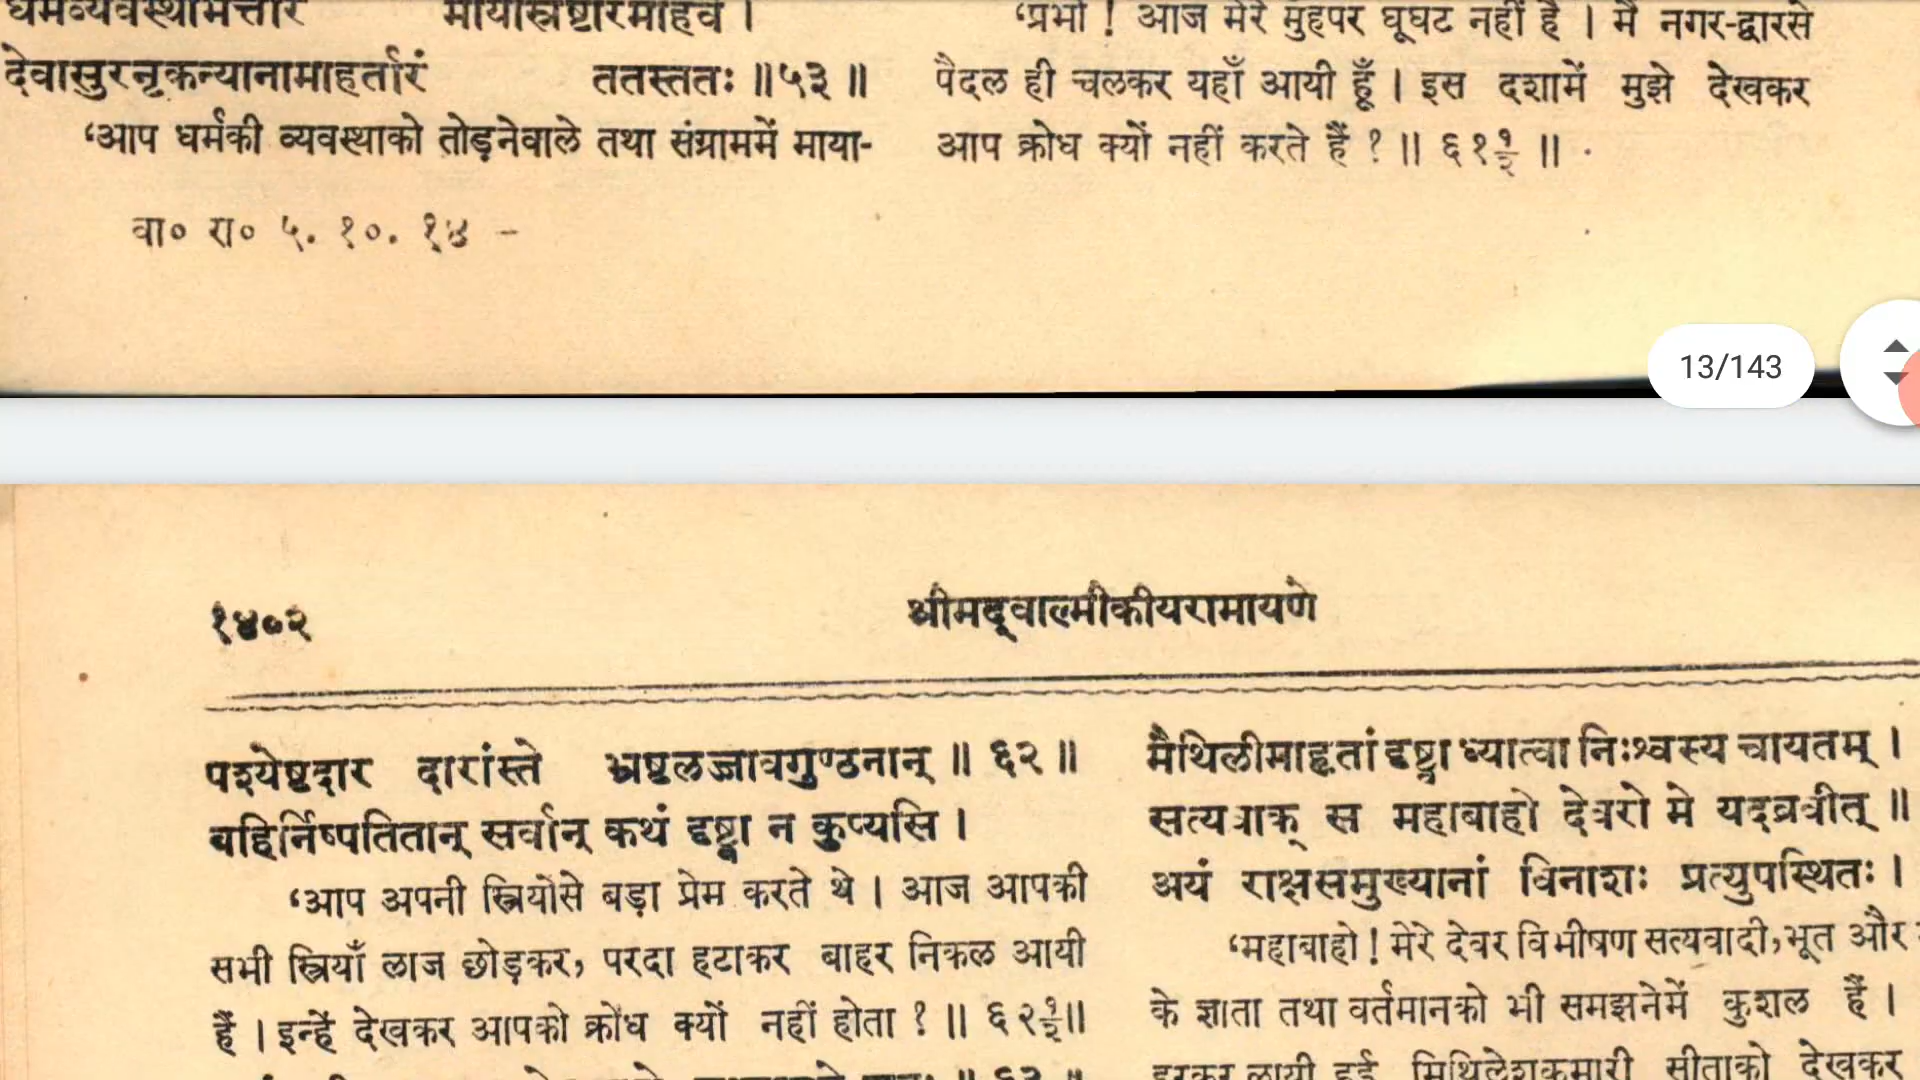 धर्मव्यवस्थाभेत्तारं मायास्रष्टारमाहवे ।
देवासुरनृकन्यानामाहर्तारं ततस्ततः ॥ ५३ ॥
‘आप धर्मकी व्यवस्थाको तोड़नेवाले तथा संग्राममें माया-
वा० रा० ५. १०. १४ –
‘प्रभो ! आज मेरे मुँहपर घूघट नहीं है । मैं नगर-द्वारसे
पैदल ही चलकर यहाँ आयी हूँ । इस दशामें मुझे देखकर
आप क्रोध क्यों नहीं करते हैं ? ॥ ६१½ ॥
13/143
१४०२
श्रीमद्वाल्मीकीयरामायणे
पश्येष्टदार दारांस्ते भ्रष्टलज्जावगुण्ठनान् ॥ ६२ ॥
बहिर्निष्पतितान् सर्वान् कथं दृष्ट्वा न कुप्यसि ।
‘आप अपनी स्त्रियोंसे बड़ा प्रेम करते थे । आज आपकी
सभी स्त्रियाँ लाज छोड़कर, परदा हटाकर बाहर निकल आयी
हैं । इन्हें देखकर आपको क्रोध क्यों नहीं होता ? ॥ ६२½॥
मैथिलीमाहृतां दृष्ट्वा ध्यात्वा निःश्वस्य चायतम् ।
सत्यवाक् स महाबाहो देवरो मे यदब्रवीत् ॥
अयं राक्षसमुख्यानां विनाशः प्रत्युपस्थितः ।
‘महाबाहो ! मेरे देवर विभीषण सत्यवादी, भूत और
के ज्ञाता तथा वर्तमानको भी समझनेमें कुशल हैं ।
हरकर लायी हुई मिथिलेशकुमारी सीताको देखकर